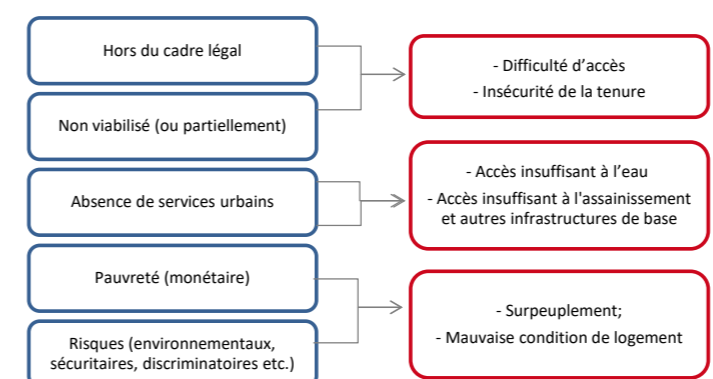 Hors du cadre légal
Non viabilisé (ou partiellement)
Absence de services urbains
Pauvreté (monétaire)
Risques (environnementaux,
sécuritaires, discriminatoires etc.)
- Difficulté d’accès
- Insécurité de la tenure
- Accès insuffisant à l’eau
- Accès insuffisant à l'assainissement
et autres infrastructures de base
- Surpeuplement;
- Mauvaise condition de logement